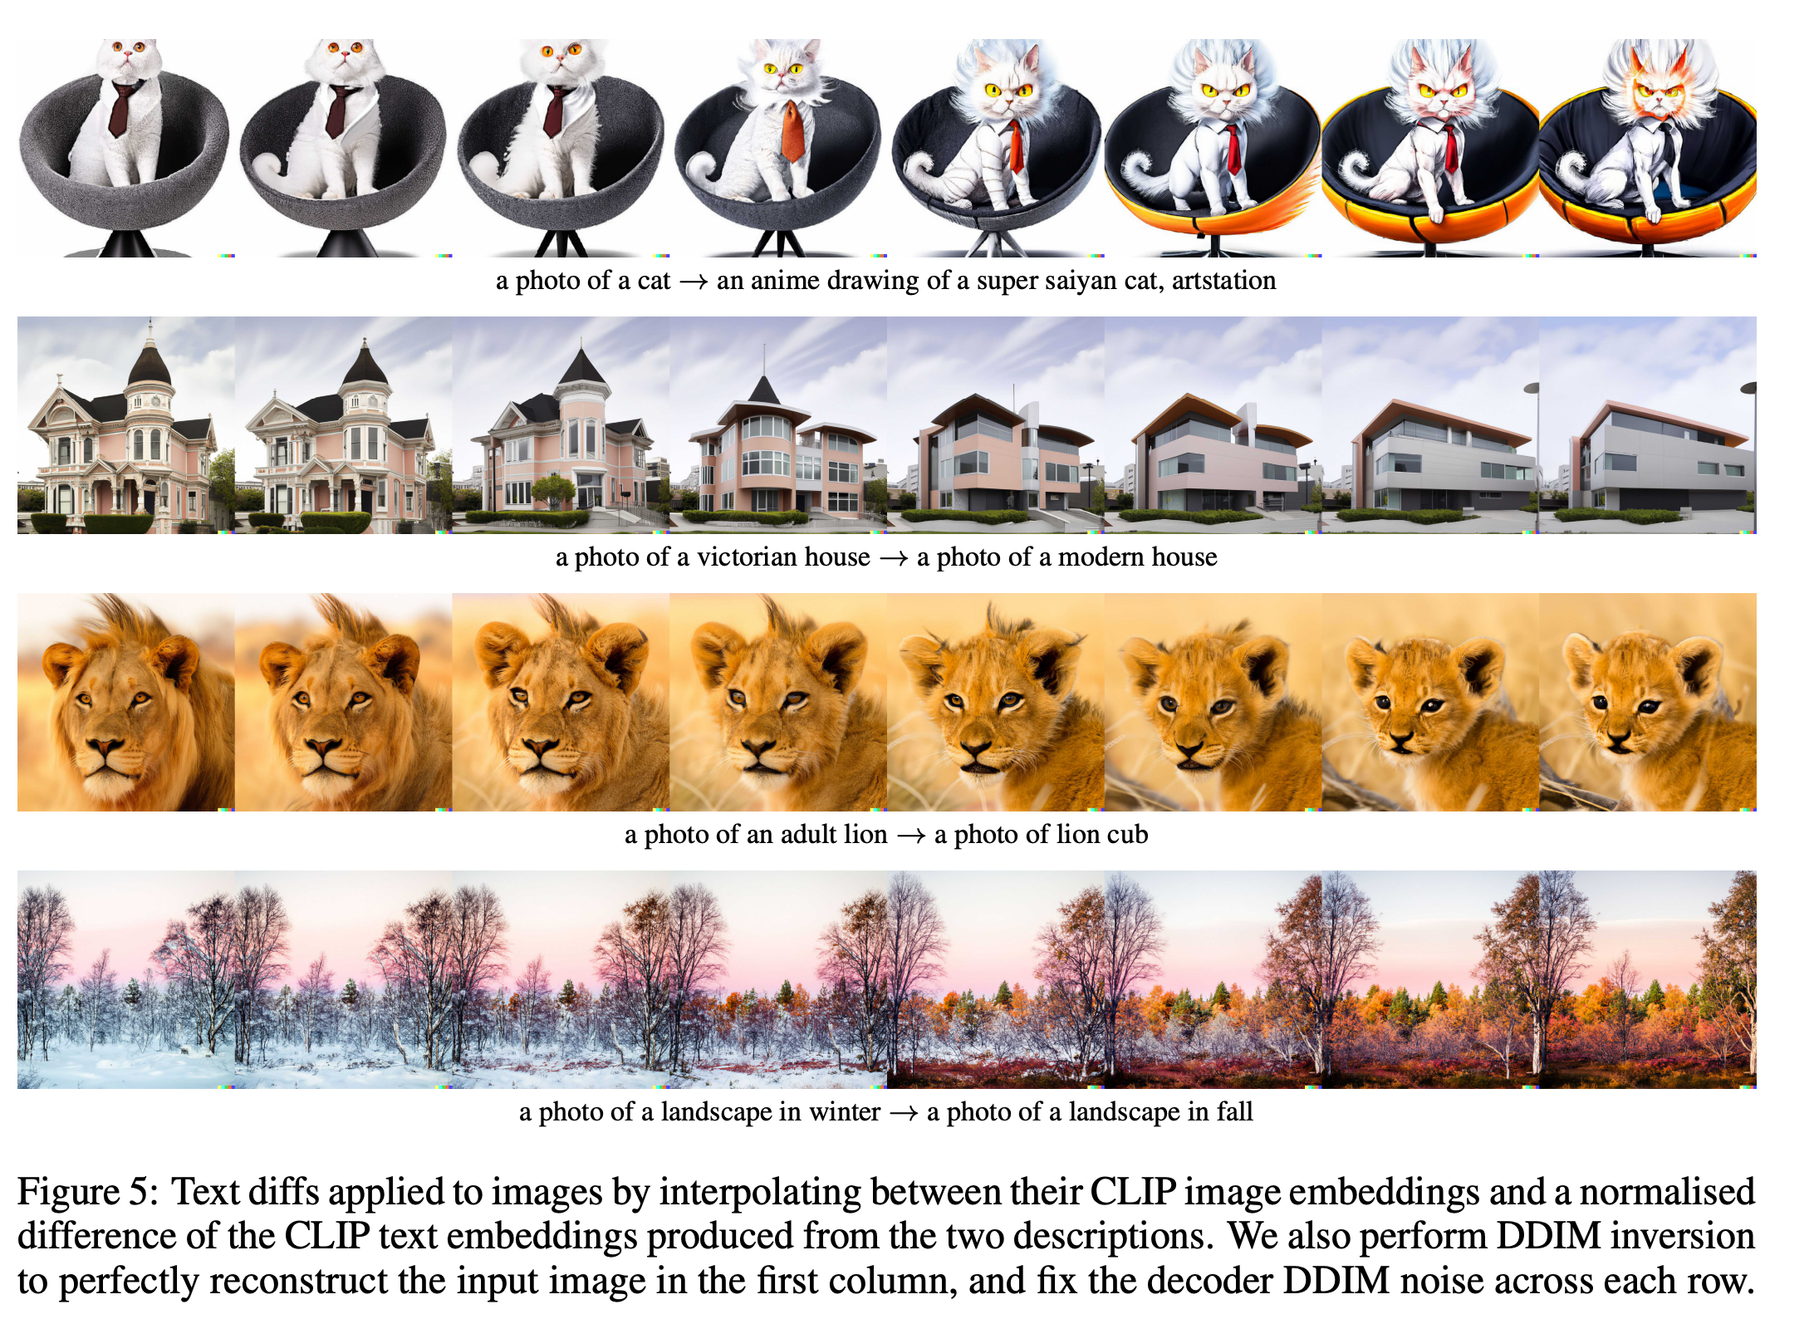 a photo of a cat → an anime drawing of a super saiyan cat, artstation
a photo of a victorian house → a photo of a modern house
a photo of an adult lion → a photo of lion cub
a photo of a landscape in winter → a photo of a landscape in fall
Figure 5: Text diffs applied to images by interpolating between their CLIP image embeddings and a normalised
difference of the CLIP text embeddings produced from the two descriptions. We also perform DDIM inversion
to perfectly reconstruct the input image in the first column, and fix the decoder DDIM noise across each row.